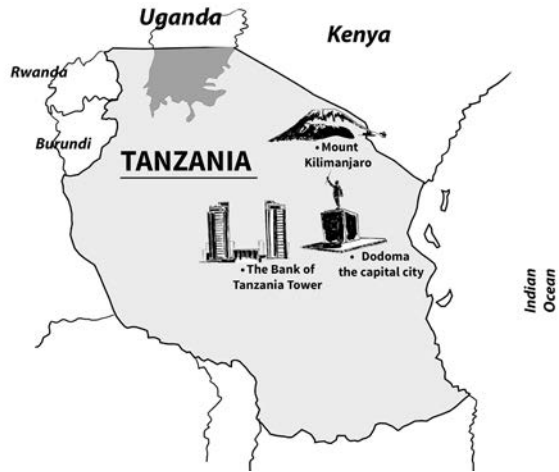 Uganda
Kenya
Rwanda
Burundi
TANZANIA
• Mount
Kilimanjaro
• The Bank of
Tanzania Tower
• Dodoma
the capital city
Indian
Ocean